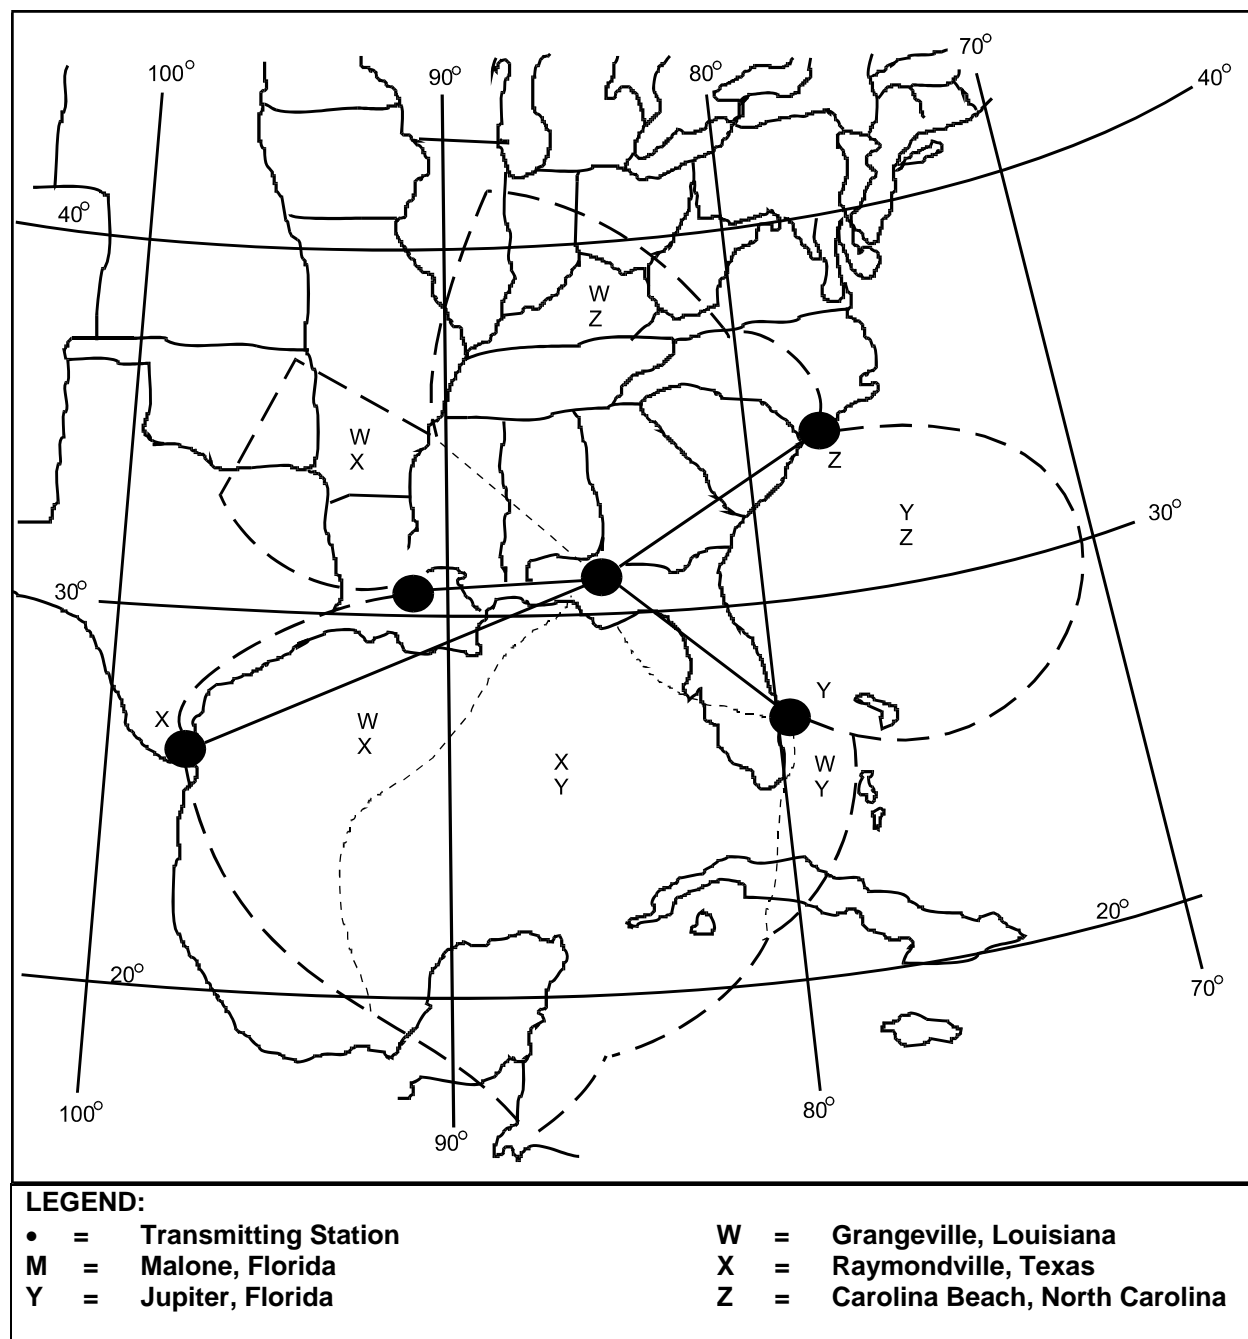 70°
100°
90°
80°
40°
40°
W
Z
W
X
Z
Y
Z
30°
30°
Y
X
W
X
X
Y
W
Y
20°
20°
70°
100°
80°
90°
LEGEND:
• = Transmitting Station
W = Grangeville, Louisiana
M = Malone, Florida
X = Raymondville, Texas
Y = Jupiter, Florida
Z = Carolina Beach, North Carolina